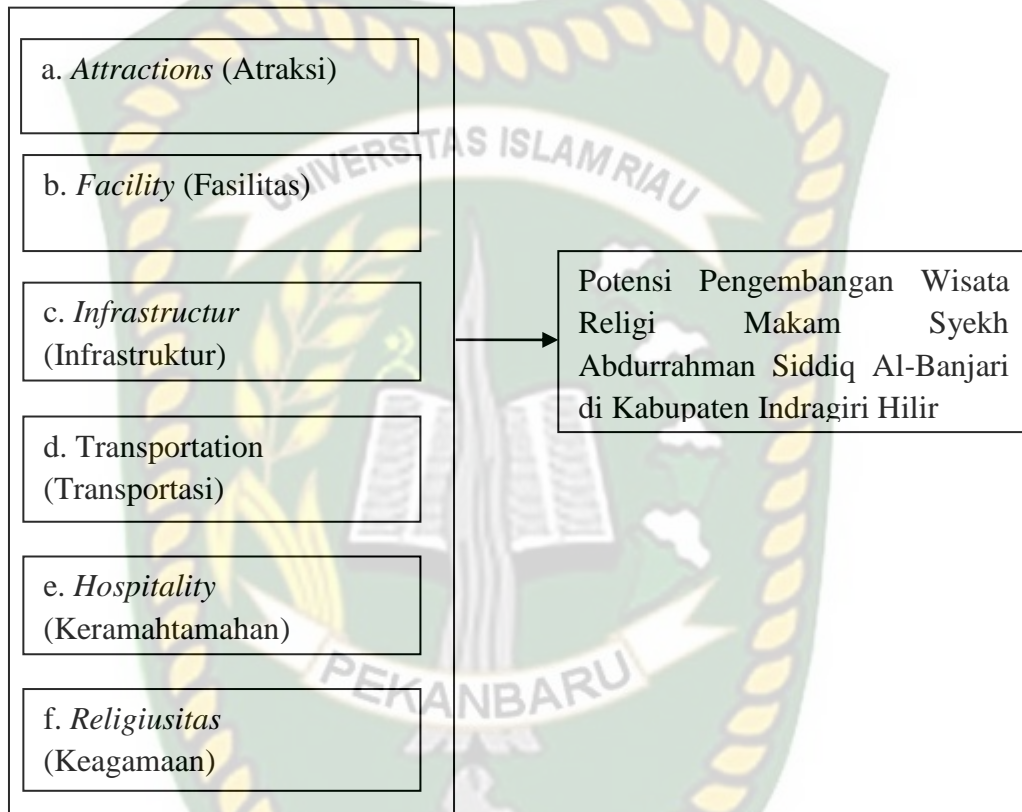 a. Attractions (Atraksi)
UNIVERSITAS ISLAM RIAU
b. Facility (Fasilitas)
c. Infrastructur
(Infrastruktur)
d. Transportation
(Transportasi)
e. Hospitality
(Keramahtamahan)
f. Religiusitas
(Keagamaan)
Potensi Pengembangan Wisata
Religi Makam Syekh
Abdurrahman Siddiq Al-Banjari
di Kabupaten Indragiri Hilir
PEKANBARU